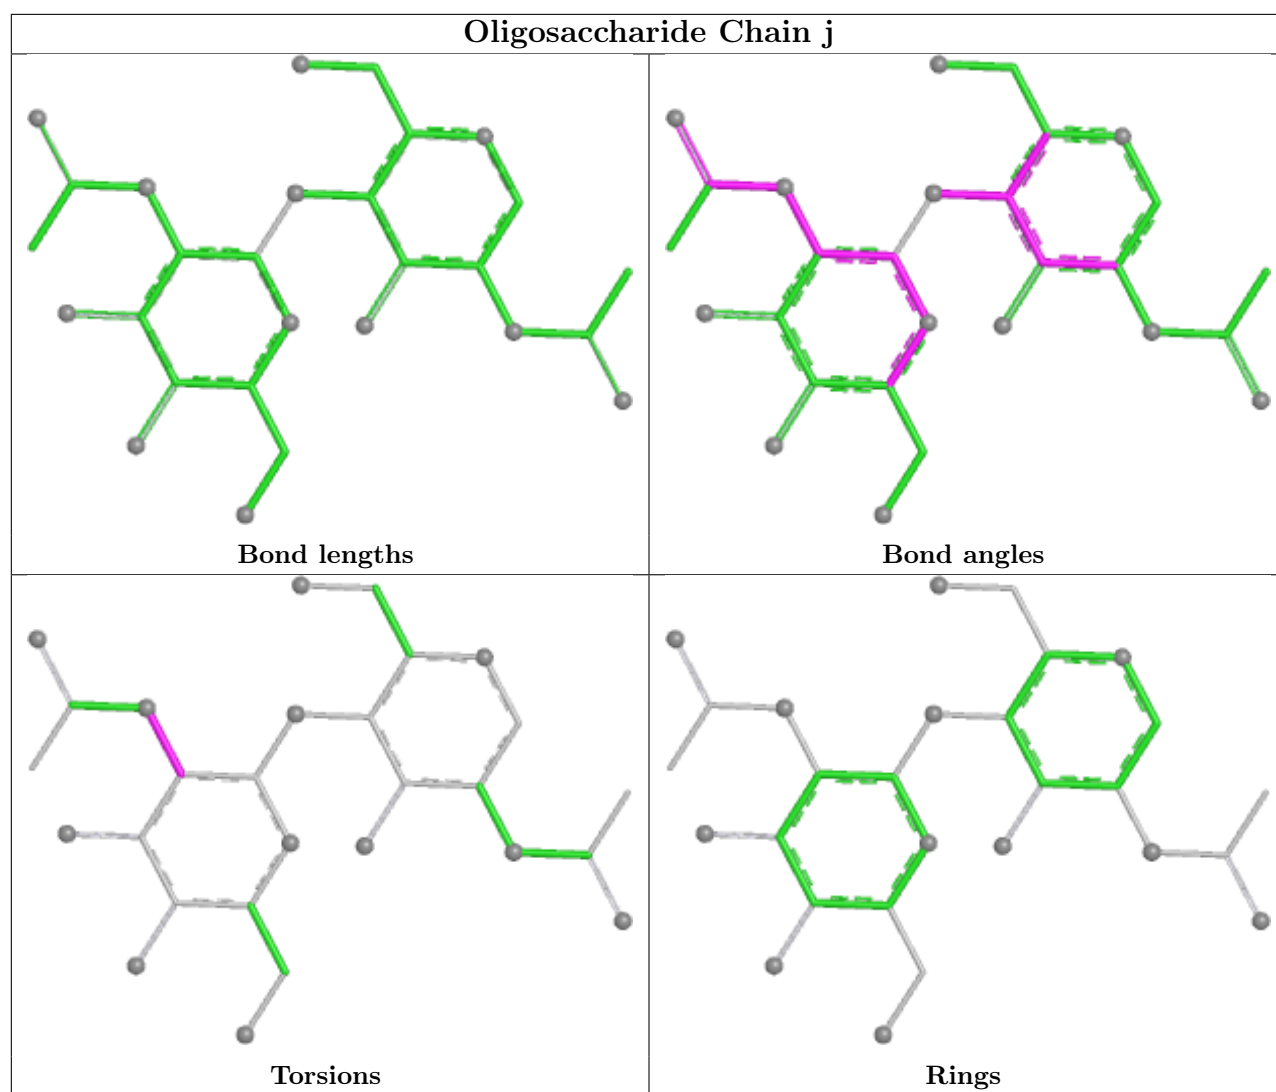 Oligosaccharide Chain j
Bond lengths
Bond angles
Torsions
Rings